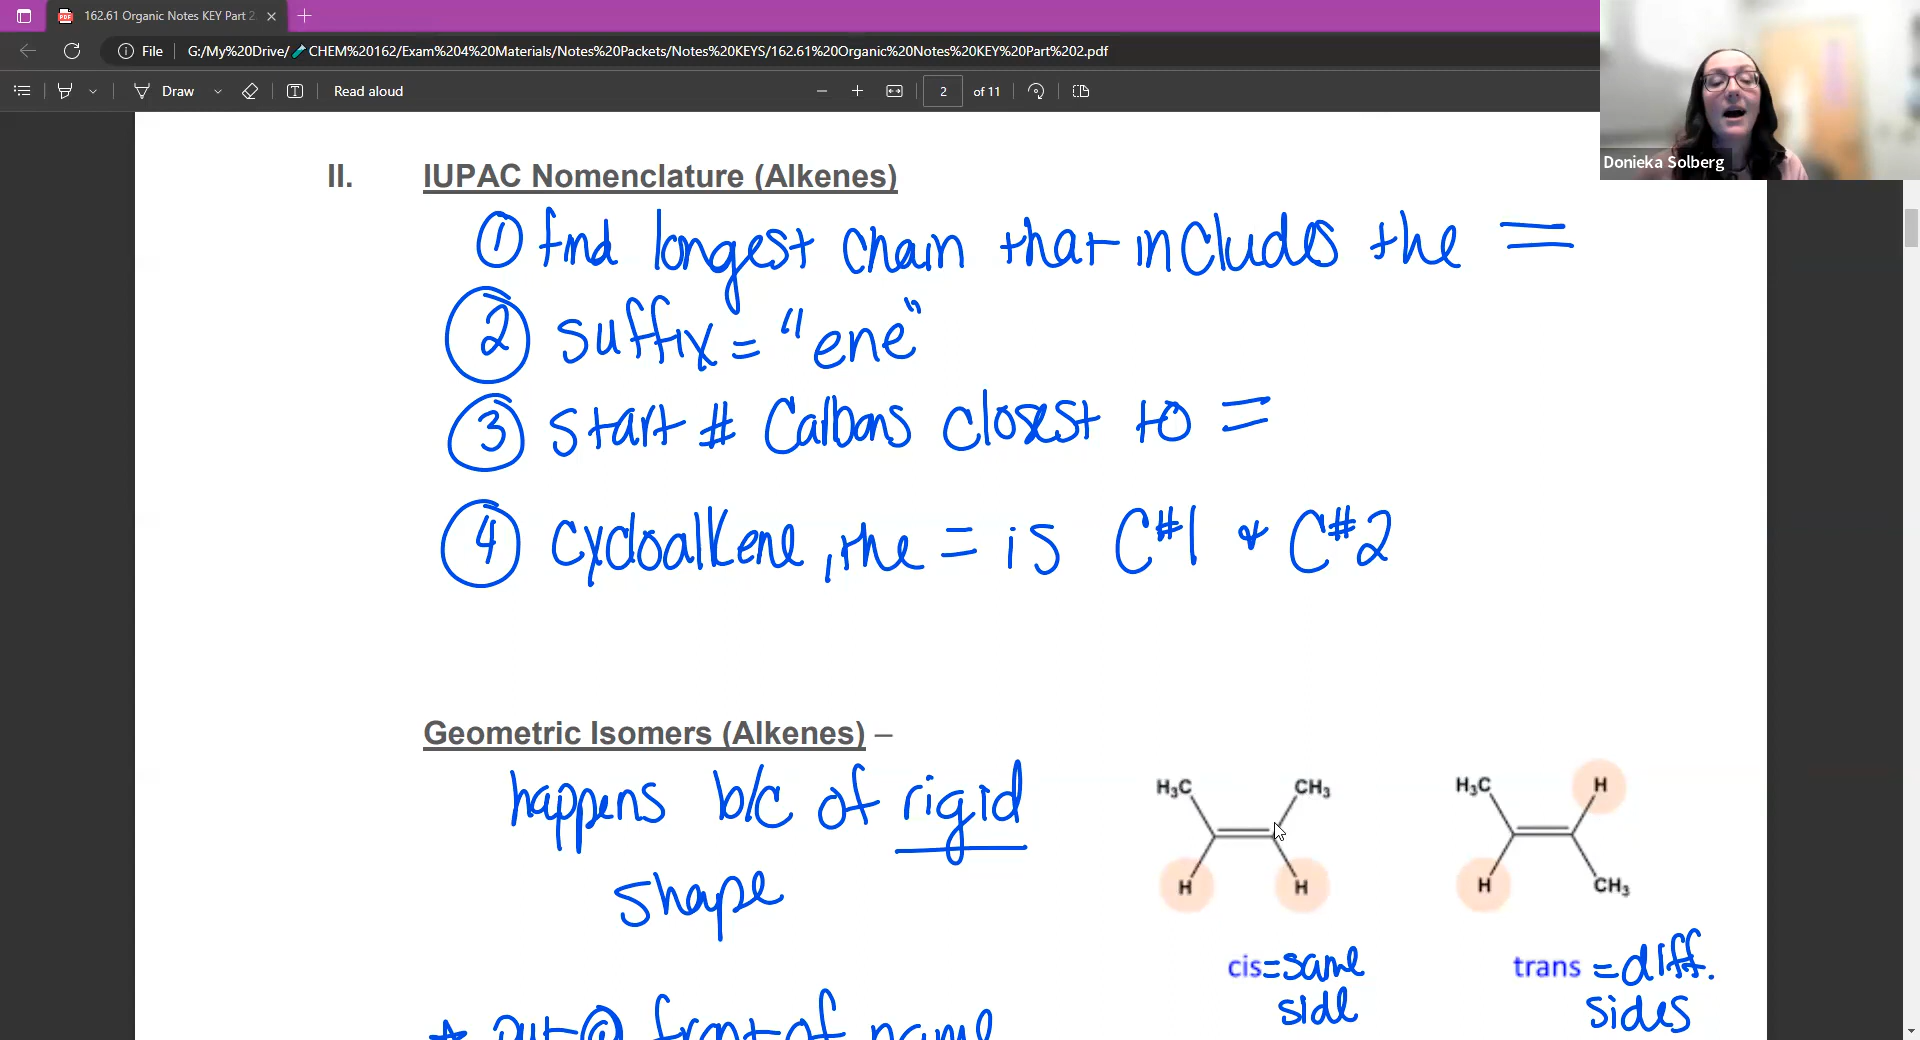 162.61 Organic Notes KEY Part 2.
File
G:/My%20Drive/🧪CHEM%20162/Exam%204%20Materials/Notes%20Packets/Notes%20KEYS/162.61%20Organic%20Notes%20KEY%20Part%202.pdf
Draw
Read aloud
2 of 11
Donieka Solberg
II. IUPAC Nomenclature (Alkenes)
① find longest chain that includes the =
② suffix = "ene"
③ start # Carbons closest to =
④ cycloalkene, the = is C#1 & C#2
Geometric Isomers (Alkenes) –
happens b/c of rigid
shape
H₃C CH₃
H H
H₃C H
H CH₃
cis=same
side
trans =diff.
sides
* put @ front of name